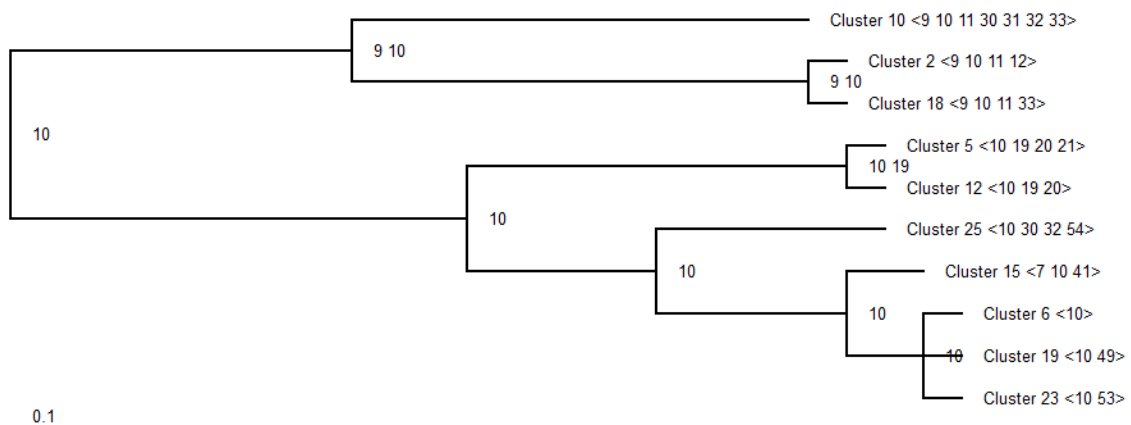 Cluster 10 <9 10 11 30 31 32 33>
9 10
Cluster 2 <9 10 11 12>
9 10
Cluster 18 <9 10 11 33>
10
Cluster 5 <10 19 20 21>
10 19
Cluster 12 <10 19 20>
10
Cluster 25 <10 30 32 54>
10
Cluster 15 <7 10 41>
10
Cluster 6 <10>
10
Cluster 19 <10 49>
Cluster 23 <10 53>
0.1